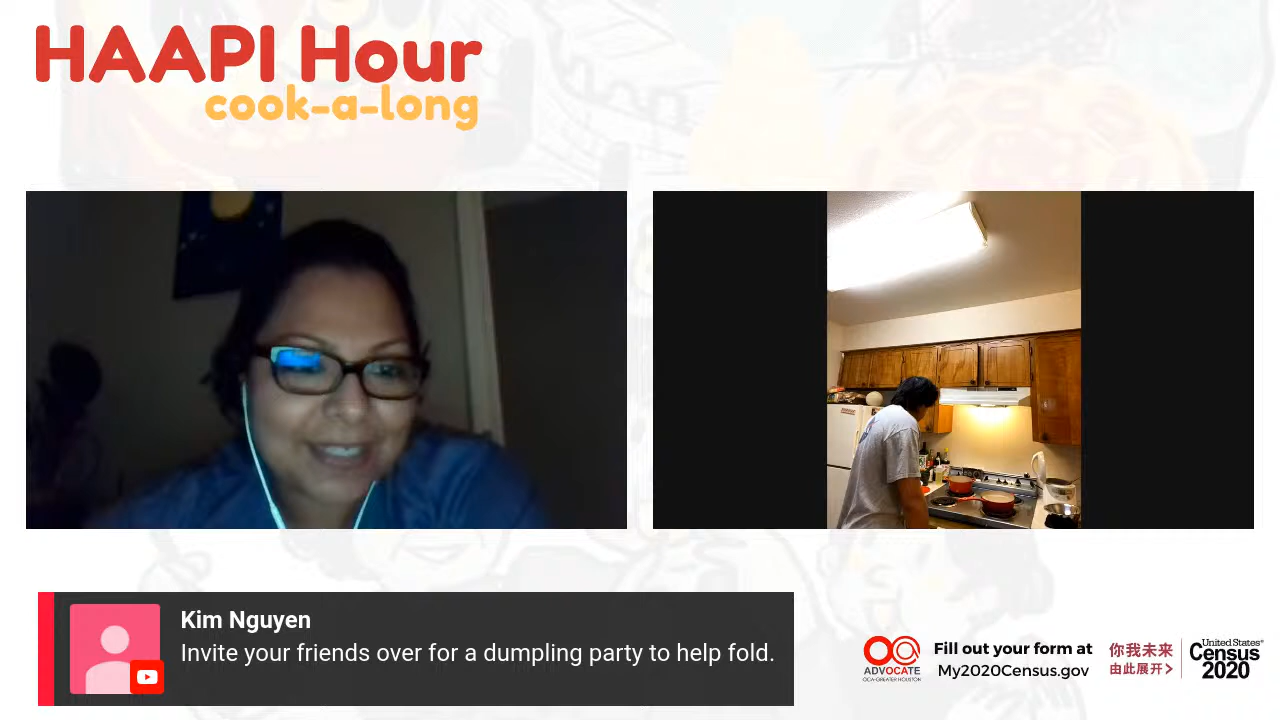 HAAPI Hour
cook-a-long
Kim Nguyen
Invite your friends over for a dumpling party to help fold.
ADVOCATE
OCA-GREATER HOUSTON
Fill out your form at
My2020Census.gov
你我未来
由此展开>
United States®
Census
2020